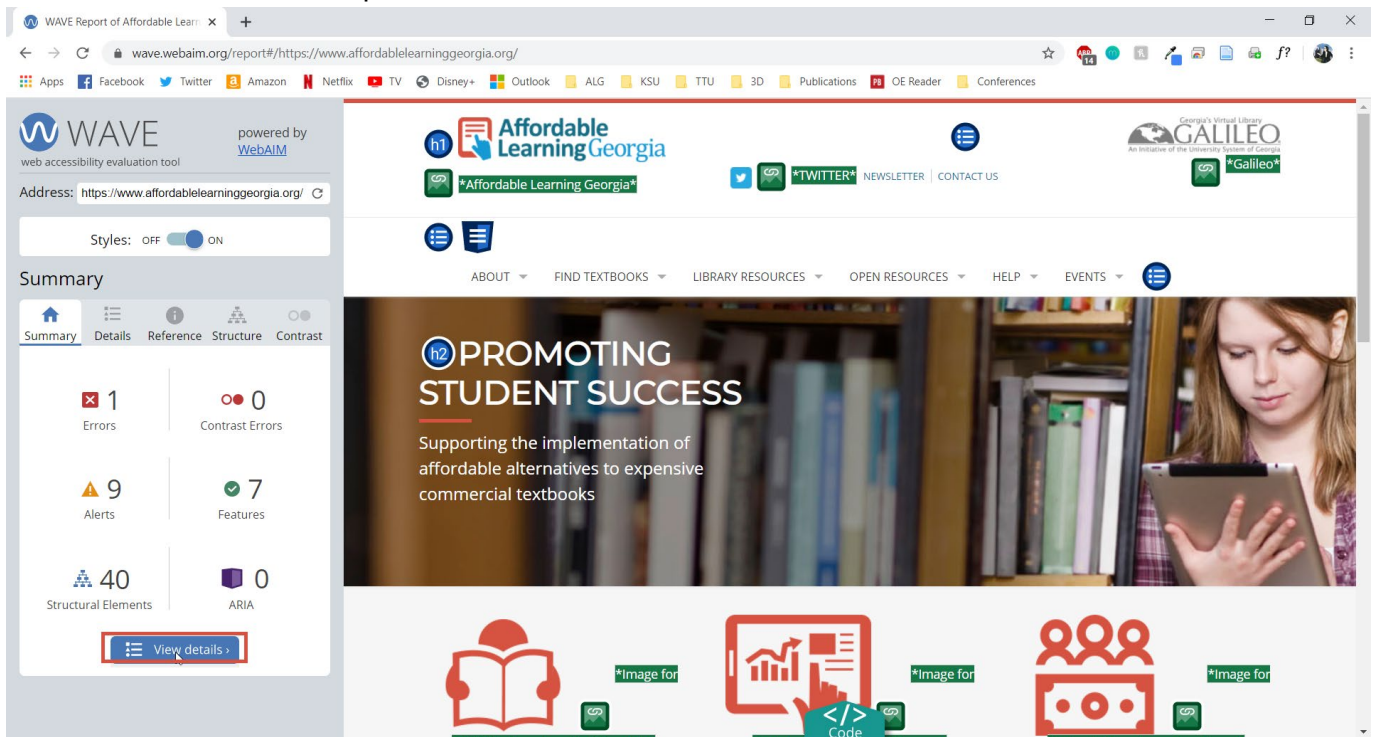 WAVE Report of Affordable Learn
wave.webaim.org/report#/https://www.affordablelearninggeorgia.org/
ABP
14
f?
Apps Facebook Twitter Amazon Netflix TV Disney+ Outlook ALG KSU TTU 3D Publications PB OE Reader Conferences
WAVE
web accessibility evaluation tool
powered by
WebAIM
Address: https://www.affordablelearninggeorgia.org/
Styles: OFF ON
Summary
Summary Details Reference Structure Contrast
1
Errors
0
Contrast Errors
9
Alerts
7
Features
40
Structural Elements
0
ARIA
View details ›
h1
Affordable
Learning Georgia
*Affordable Learning Georgia*
*TWITTER* NEWSLETTER CONTACT US
Georgia's Virtual Library
GALILEO
An Initiative of the University System of Georgia
*Galileo*
ABOUT FIND TEXTBOOKS LIBRARY RESOURCES OPEN RESOURCES HELP EVENTS
h2 PROMOTING
STUDENT SUCCESS
Supporting the implementation of
affordable alternatives to expensive
commercial textbooks
*Image for
*Image for
*Image for
</>
Code